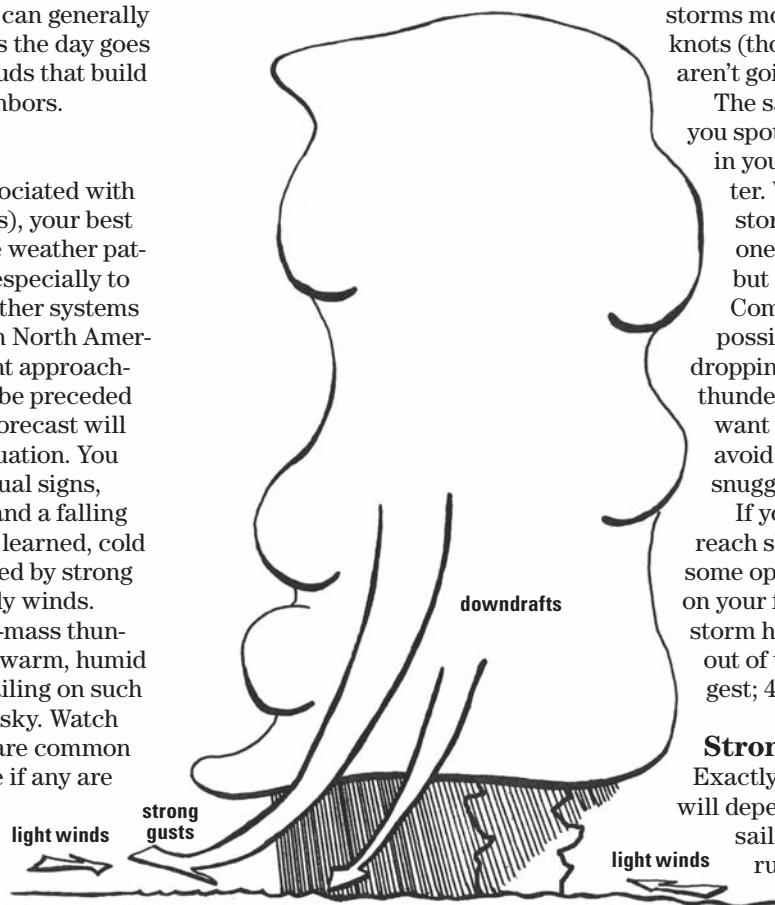 can generally
s the day goes
uds that build
nbors.
ociated with
s), your best
e weather pat-
especially to
ther systems
n North Amer-
nt approach-
be preceded
orecast will
uation. You
ual signs,
and a falling
learned, cold
ed by strong
ly winds.
-mass thun-
warm, humid
ailing on such
sky. Watch
are common
e if any are
light winds
strong
gusts
downdrafts
light winds
storms mo
knots (tho
aren't goi
The sa
you spot
in you
ter. 
stor
one
but
Com
possi
droppin
thunde
want
avoid
snugg
If yo
reach s
some op
on your f
storm h
out of t
gest; 4
Stron
Exactly
will depe
sail
ru